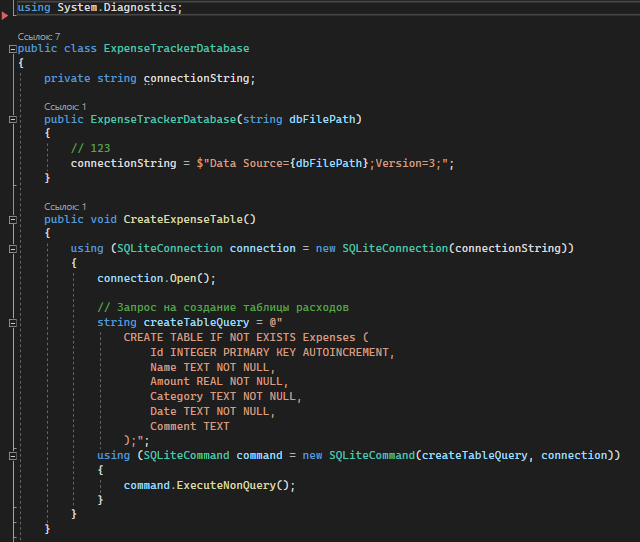 using System.Diagnostics;
Ссылок: 7
public class ExpenseTrackerDatabase
{
private string connectionString;
Ссылок: 1
public ExpenseTrackerDatabase(string dbFilePath)
{
// 123
connectionString = $"Data Source={dbFilePath};Version=3;";
}
Ссылок: 1
public void CreateExpenseTable()
{
using (SQLiteConnection connection = new SQLiteConnection(connectionString))
{
connection.Open();
// Запрос на создание таблицы расходов
string createTableQuery = @"
CREATE TABLE IF NOT EXISTS Expenses (
Id INTEGER PRIMARY KEY AUTOINCREMENT,
Name TEXT NOT NULL,
Amount REAL NOT NULL,
Category TEXT NOT NULL,
Date TEXT NOT NULL,
Comment TEXT
);";
using (SQLiteCommand command = new SQLiteCommand(createTableQuery, connection))
{
command.ExecuteNonQuery();
}
}
}